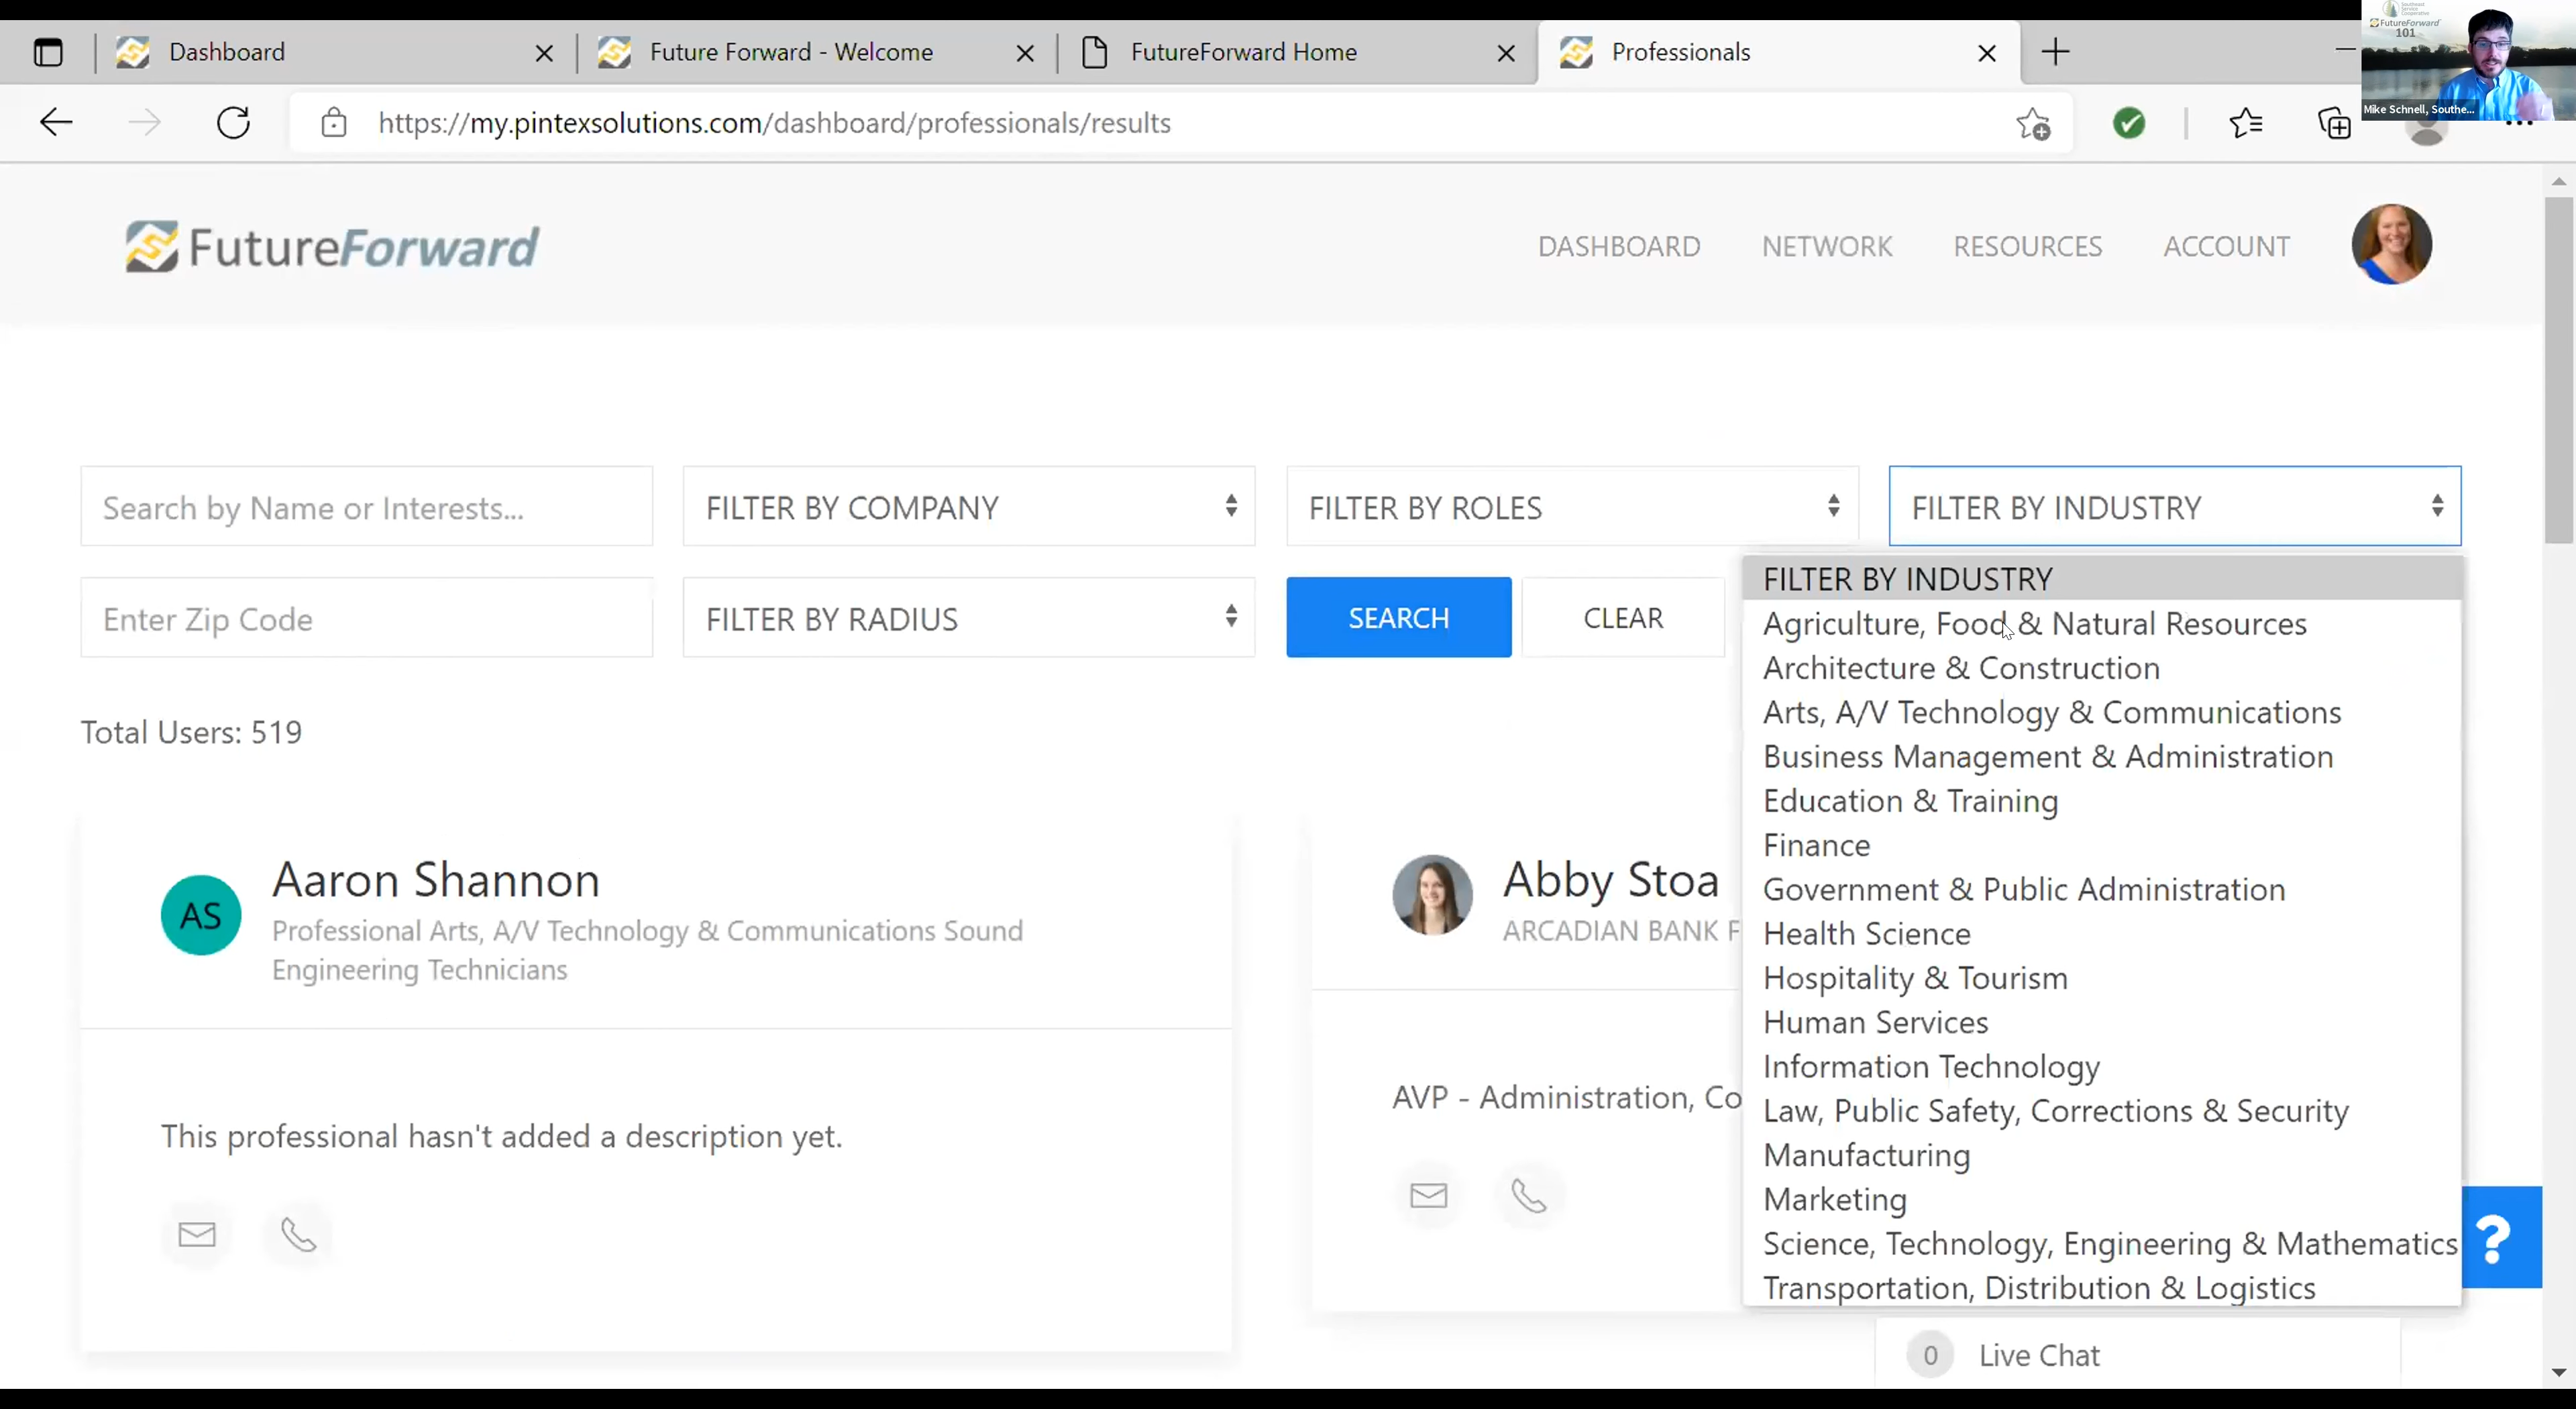 Dashboard
Future Forward - Welcome
FutureForward Home
Professionals
Southeast
Service
Cooperative
FutureForward
101
Mike Schnell, Southe...
https://my.pintexsolutions.com/dashboard/professionals/results
FutureForward
DASHBOARD
NETWORK
RESOURCES
ACCOUNT
Search by Name or Interests...
FILTER BY COMPANY
FILTER BY ROLES
FILTER BY INDUSTRY
Enter Zip Code
FILTER BY RADIUS
SEARCH
CLEAR
FILTER BY INDUSTRY
Agriculture, Food & Natural Resources
Architecture & Construction
Arts, A/V Technology & Communications
Business Management & Administration
Education & Training
Finance
Government & Public Administration
Health Science
Hospitality & Tourism
Human Services
Information Technology
Law, Public Safety, Corrections & Security
Manufacturing
Marketing
Science, Technology, Engineering & Mathematics
Transportation, Distribution & Logistics
Total Users: 519
AS
Aaron Shannon
Professional Arts, A/V Technology & Communications Sound
Engineering Technicians
This professional hasn't added a description yet.
Abby Stoa
ARCADIAN BANK F
AVP - Administration, Co
?
0
Live Chat